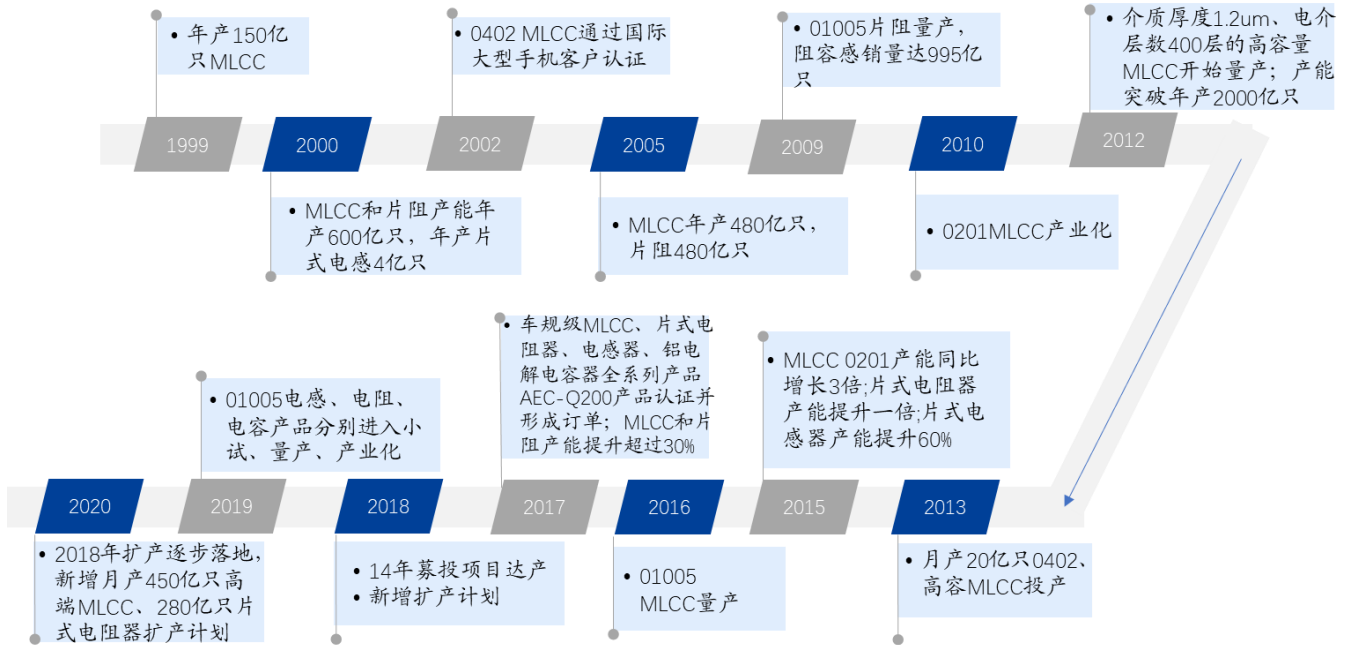 • 年产150亿
只MLCC
• 0402 MLCC通过国际
大型手机客户认证
• 01005片阻量产，
阻容感销量达995亿
只
• 介质厚度1.2um、电介
层数400层的高容量
MLCC开始量产；产能
突破年产2000亿只
1999
2000
2002
2005
2009
2010
2012
• MLCC和片阻产能年
产600亿只，年产片
式电感4亿只
• MLCC年产480亿只，
片阻480亿只
• 0201MLCC产业化
• 01005电感、电阻、
电容产品分别进入小
试、量产、产业化
• 车规级MLCC、片式电
阻器、电感器、铝电
解电容器全系列产品
AEC-Q200产品认证并
形成订单；MLCC和片
阻产能提升超过30%
• MLCC 0201产能同比
增长3倍;片式电阻器
产能提升一倍;片式电
感器产能提升60%
2020
2019
2018
2017
2016
2015
2013
• 2018年扩产逐步落地，
新增月产450亿只高
端MLCC、280亿只片
式电阻器扩产计划
• 14年募投项目达产
• 新增扩产计划
• 01005
MLCC量产
• 月产20亿只0402、
高容MLCC投产